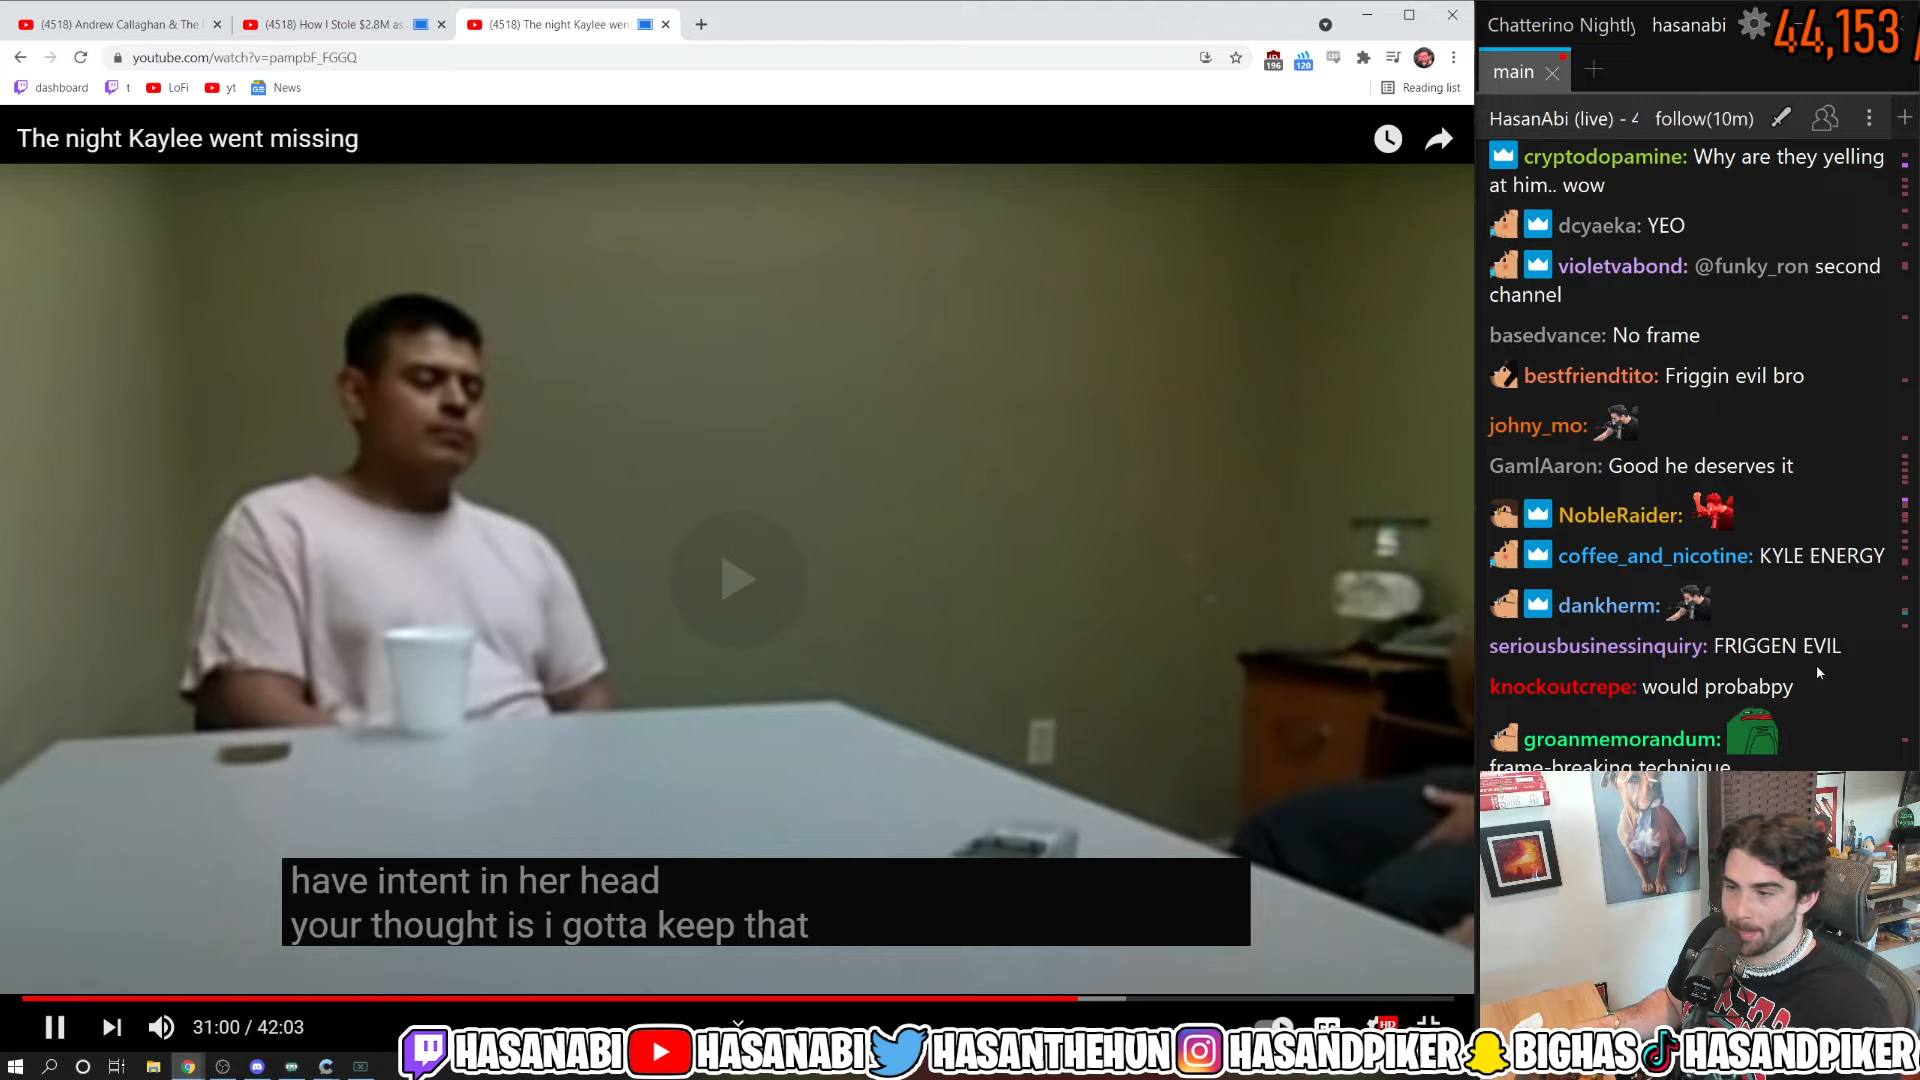 (4518) Andrew Callaghan & The
(4518) How I Stole $2.8M as
(4518) The night Kaylee wen
youtube.com/watch?v=pampbF_FGGQ
196
120
dashboard
t
LoFi
yt
News
Reading list
The night Kaylee went missing
have intent in her head
your thought is i gotta keep that
31:00 / 42:03
HD
Chatterino Nightly
hasanabi
44,153
main
HasanAbi (live) - 4
follow(10m)
cryptodopamine: Why are they yelling
at him.. wow
dcyaeka: YEO
violetvabond: @funky_ron second
channel
basedvance: No frame
bestfriendtito: Friggin evil bro
johny_mo:
GamlAaron: Good he deserves it
NobleRaider:
coffee_and_nicotine: KYLE ENERGY
dankherm:
seriousbusinessinquiry: FRIGGEN EVIL
knockoutcrepe: would probabpy
groanmemorandum:
frame-breaking technique
HASANABI HASANABI HASANTHEHUN HASANDPIKER BIGHAS HASANDPIKER